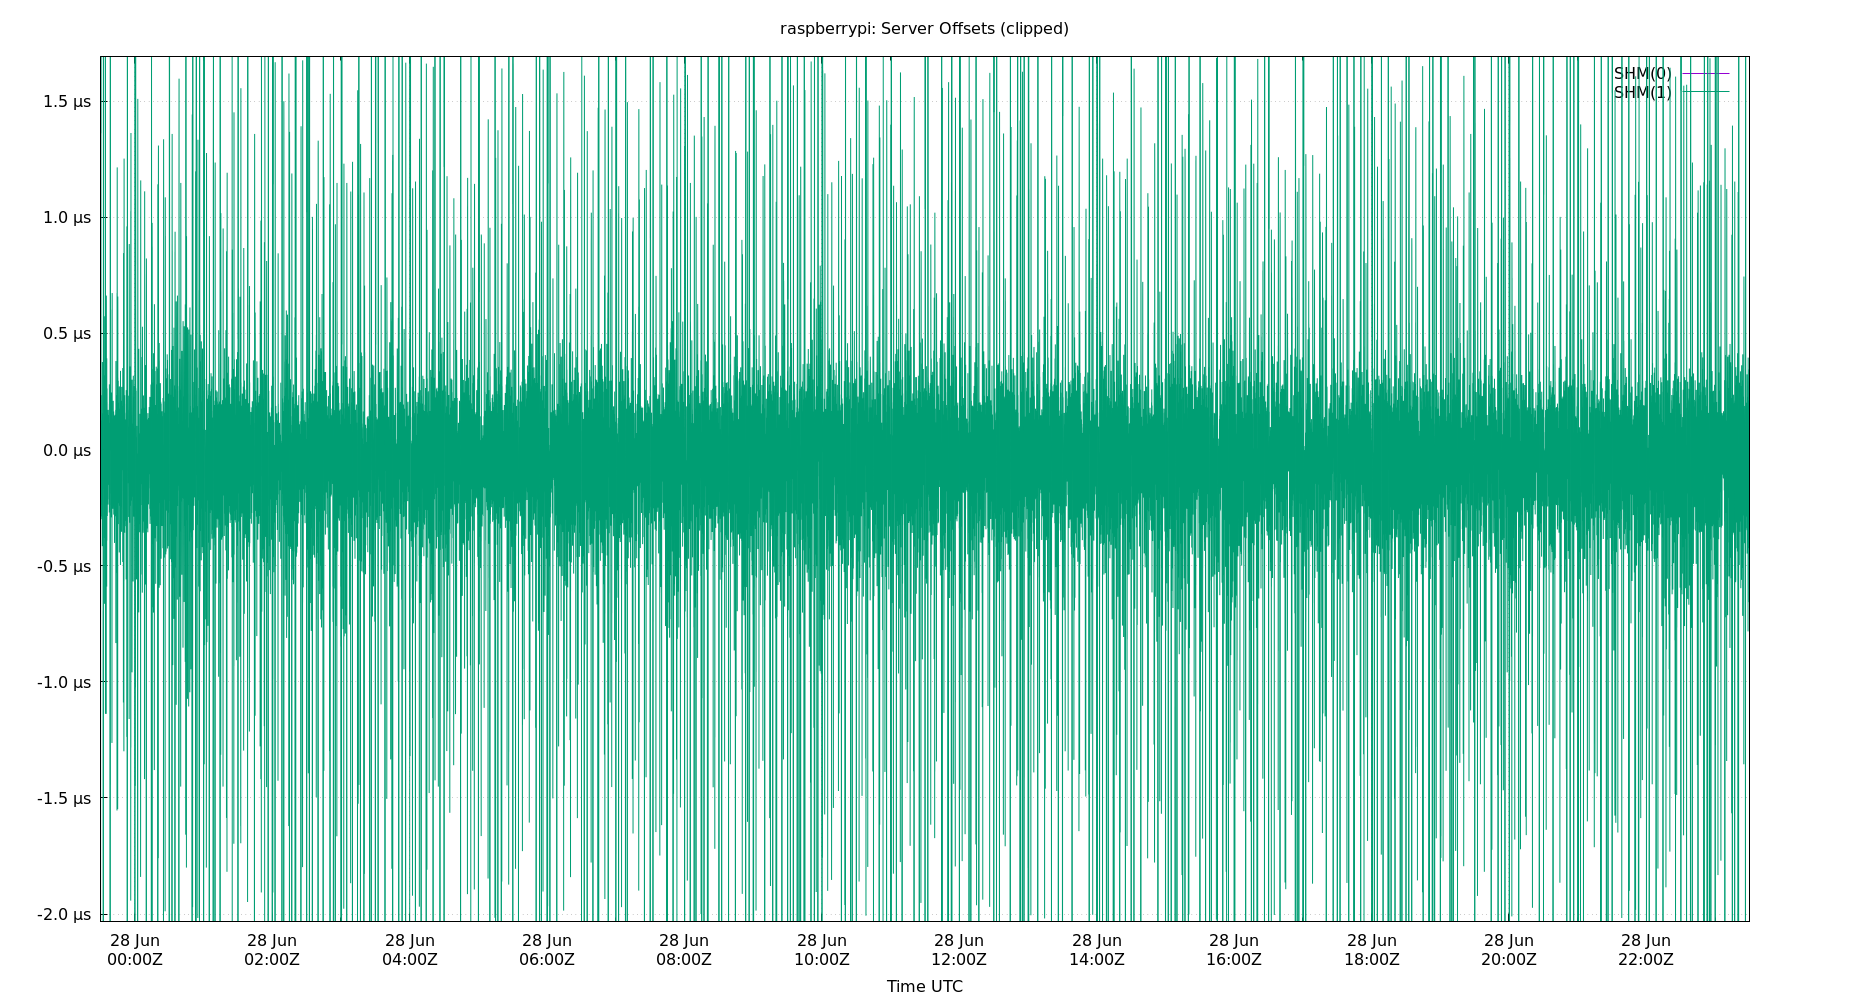 raspberrypi: Server Offsets (clipped)
SHM(0)
SHM(1)
1.5 µs
1.0 µs
0.5 µs
0.0 µs
-0.5 µs
-1.0 µs
-1.5 µs
-2.0 µs
28 Jun 28 Jun 28 Jun 28 Jun 28 Jun 28 Jun 28 Jun 28 Jun 28 Jun 28 Jun 28 Jun 28 Jun
00:00Z 02:00Z 04:00Z 06:00Z 08:00Z 10:00Z 12:00Z 14:00Z 16:00Z 18:00Z 20:00Z 22:00Z
Time UTC